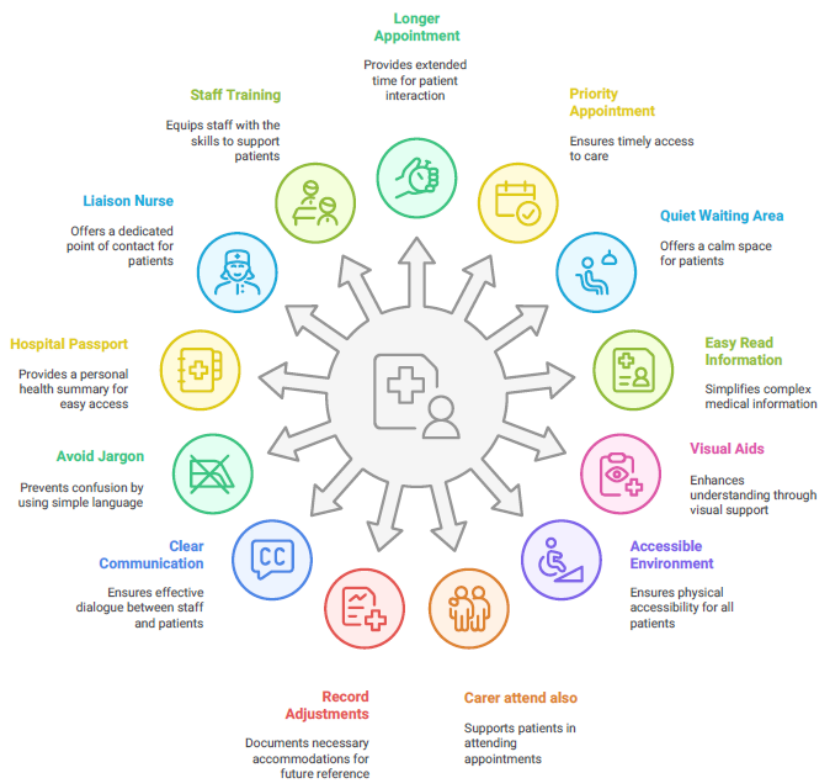 Longer
Appointment
Provides extended
time for patient
interaction
Priority
Appointment
Ensures timely access
to care
Quiet Waiting Area
Offers a calm space
for patients
Easy Read
Information
Simplifies complex
medical information
Visual Aids
Enhances
understanding through
visual support
Accessible
Environment
Ensures physical
accessibility for all
patients
Carer attend also
Supports patients in
attending
appointments
Record
Adjustments
Documents necessary
accommodations for
future reference
CC
Clear
Communication
Ensures effective
dialogue between staff
and patients
Avoid Jargon
Prevents confusion by
using simple language
Hospital Passport
Provides a personal
health summary for
easy access
Liaison Nurse
Offers a dedicated
point of contact for
patients
Staff Training
Equips staff with the
skills to support
patients